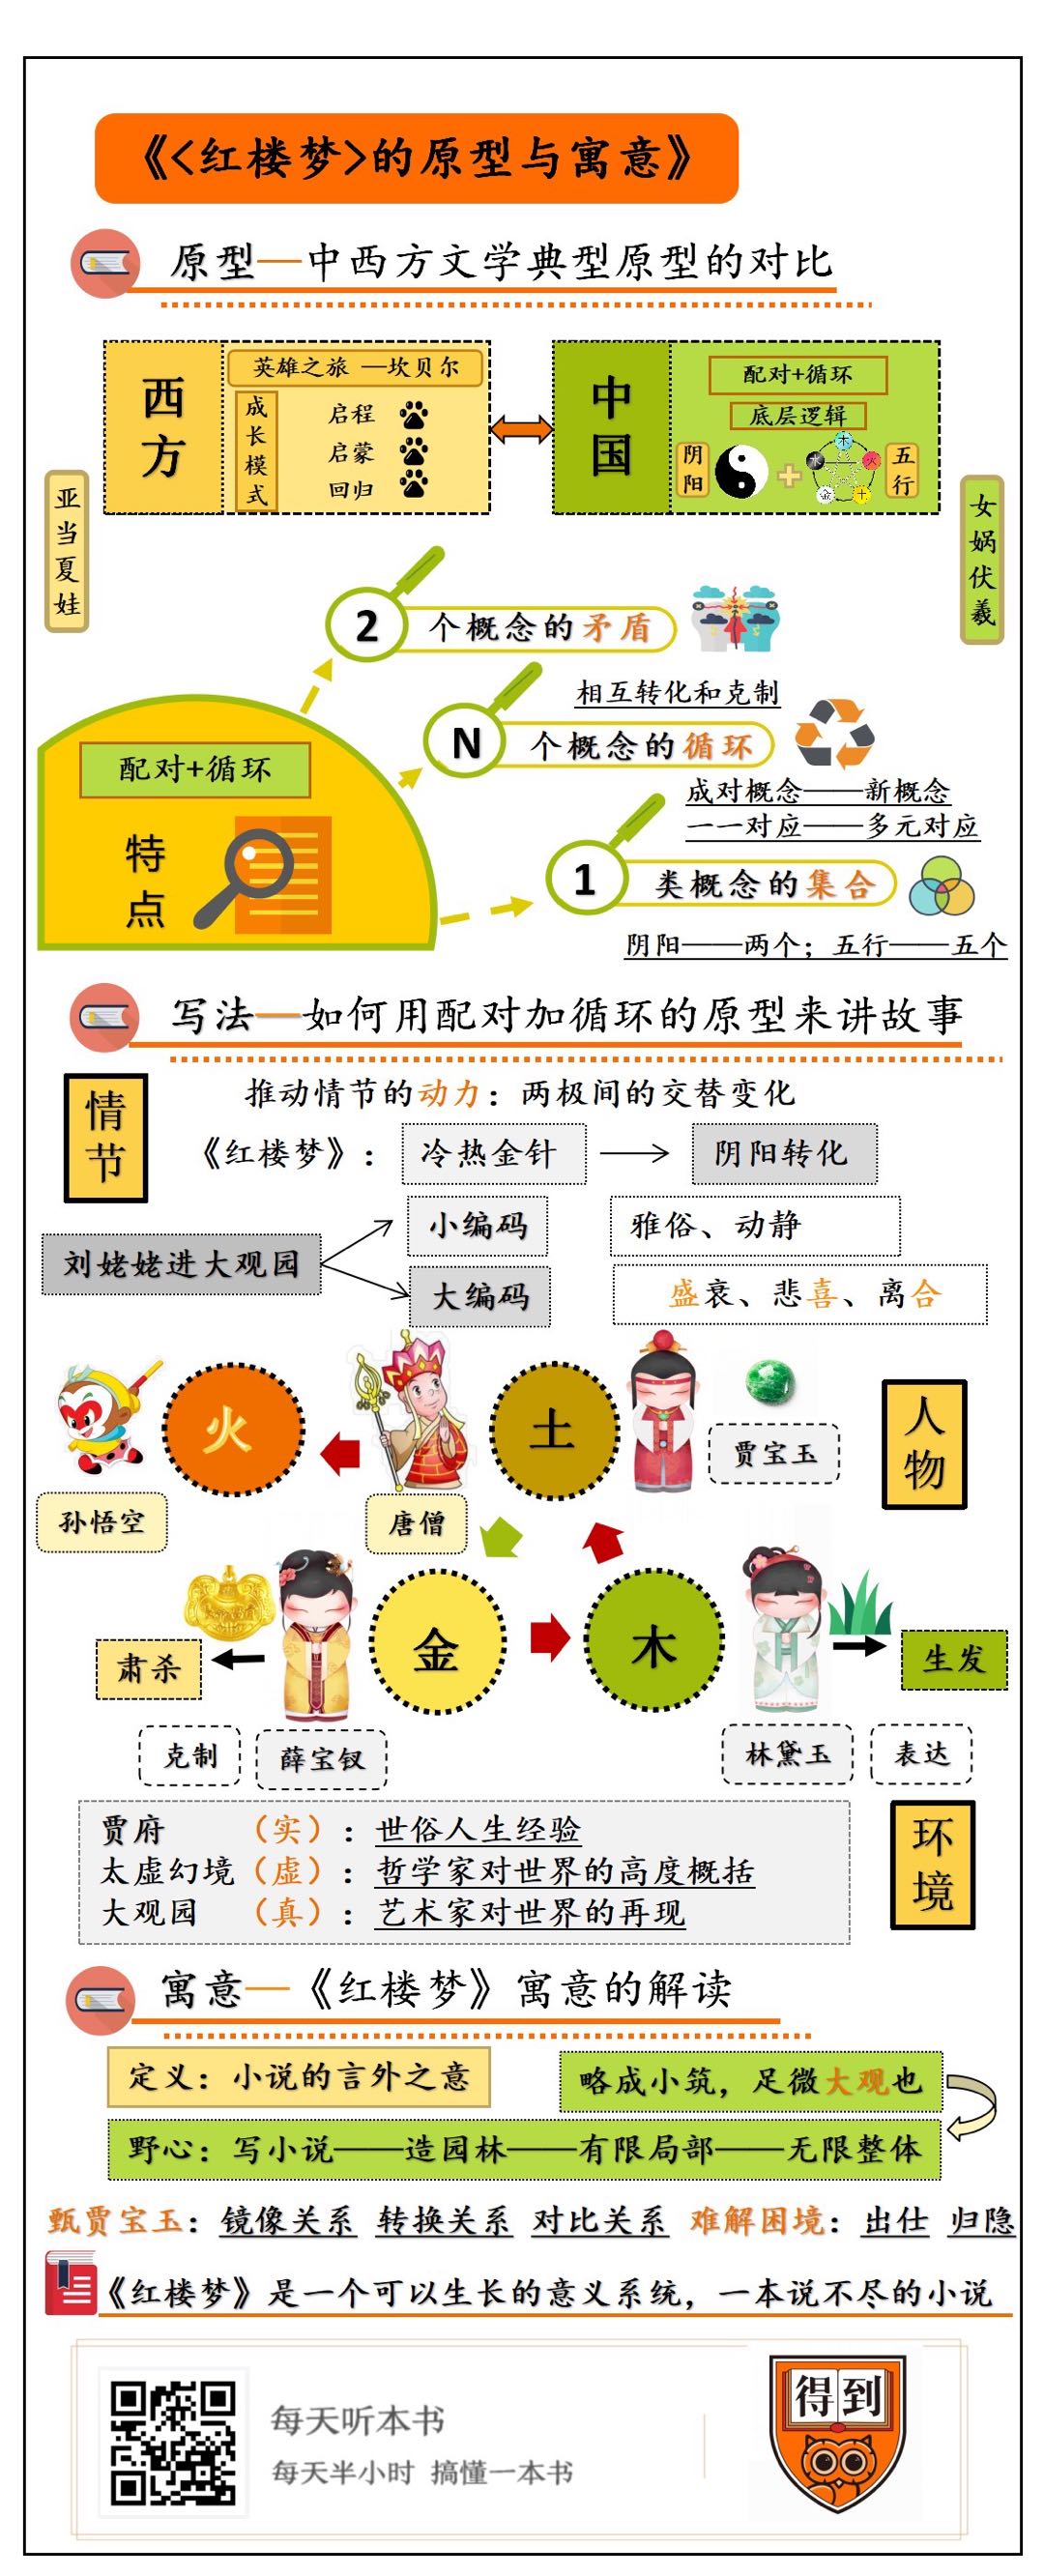 《<红楼梦>的原型与寓意》
原型—中西方文学典型原型的对比
西方
英雄之旅 —坎贝尔
成长模式
启程
启蒙
回归
中国
配对+循环
底层逻辑
阴阳
木
火
土
金
水
五行
亚当夏娃
女娲伏羲
2
个概念的矛盾
相互转化和克制
N
个概念的循环
成对概念——新概念
一一对应——多元对应
1
类概念的集合
阴阳——两个；五行——五个
配对+循环
特点
写法—如何用配对加循环的原型来讲故事
情节
推动情节的动力：两极间的交替变化
《红楼梦》：
冷热金针
阴阳转化
刘姥姥进大观园
小编码
雅俗、动静
大编码
盛衰、悲喜、离合
火
土
孙悟空
唐僧
贾宝玉
人物
金
木
肃杀
生发
克制
薛宝钗
林黛玉
表达
贾府 （实）：世俗人生经验
太虚幻境（虚）：哲学家对世界的高度概括
大观园 （真）：艺术家对世界的再现
环境
寓意—《红楼梦》寓意的解读
定义：小说的言外之意
略成小筑，足微大观也
野心：写小说——造园林——有限局部——无限整体
甄贾宝玉：镜像关系 转换关系 对比关系 难解困境：出仕 归隐
《红楼梦》是一个可以生长的意义系统，一本说不尽的小说
每天听本书
每天半小时 搞懂一本书
得到